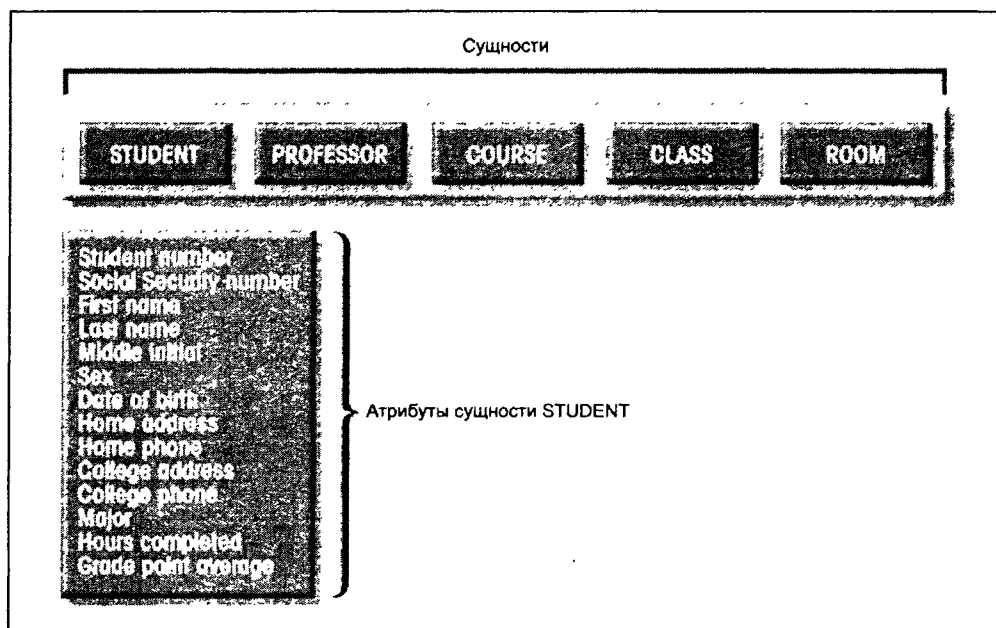 Сущности
STUDENT PROFESSOR COURSE CLASS ROOM
Student number
Social Security number
First name
Last name
Middle initial
Sex
Date of birth
Home address
Home phone
College address
College phone
Major
Hours completed
Grade point average
Атрибуты сущности STUDENT